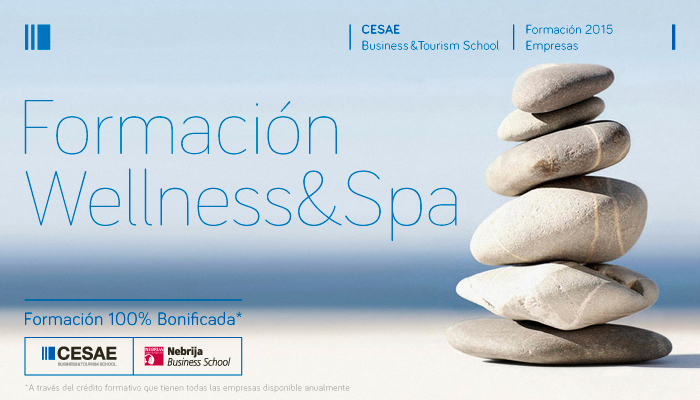 CESAE
Business&Tourism School
Formación 2015
Empresas
Formación
Wellness&Spa
Formación 100% Bonificada*
CESAE
BUSINESS&TOURISM SCHOOL
NEBRIJA
Nebrija
Business School
*A través del crédito formativo que tienen todas las empresas disponible anualmente